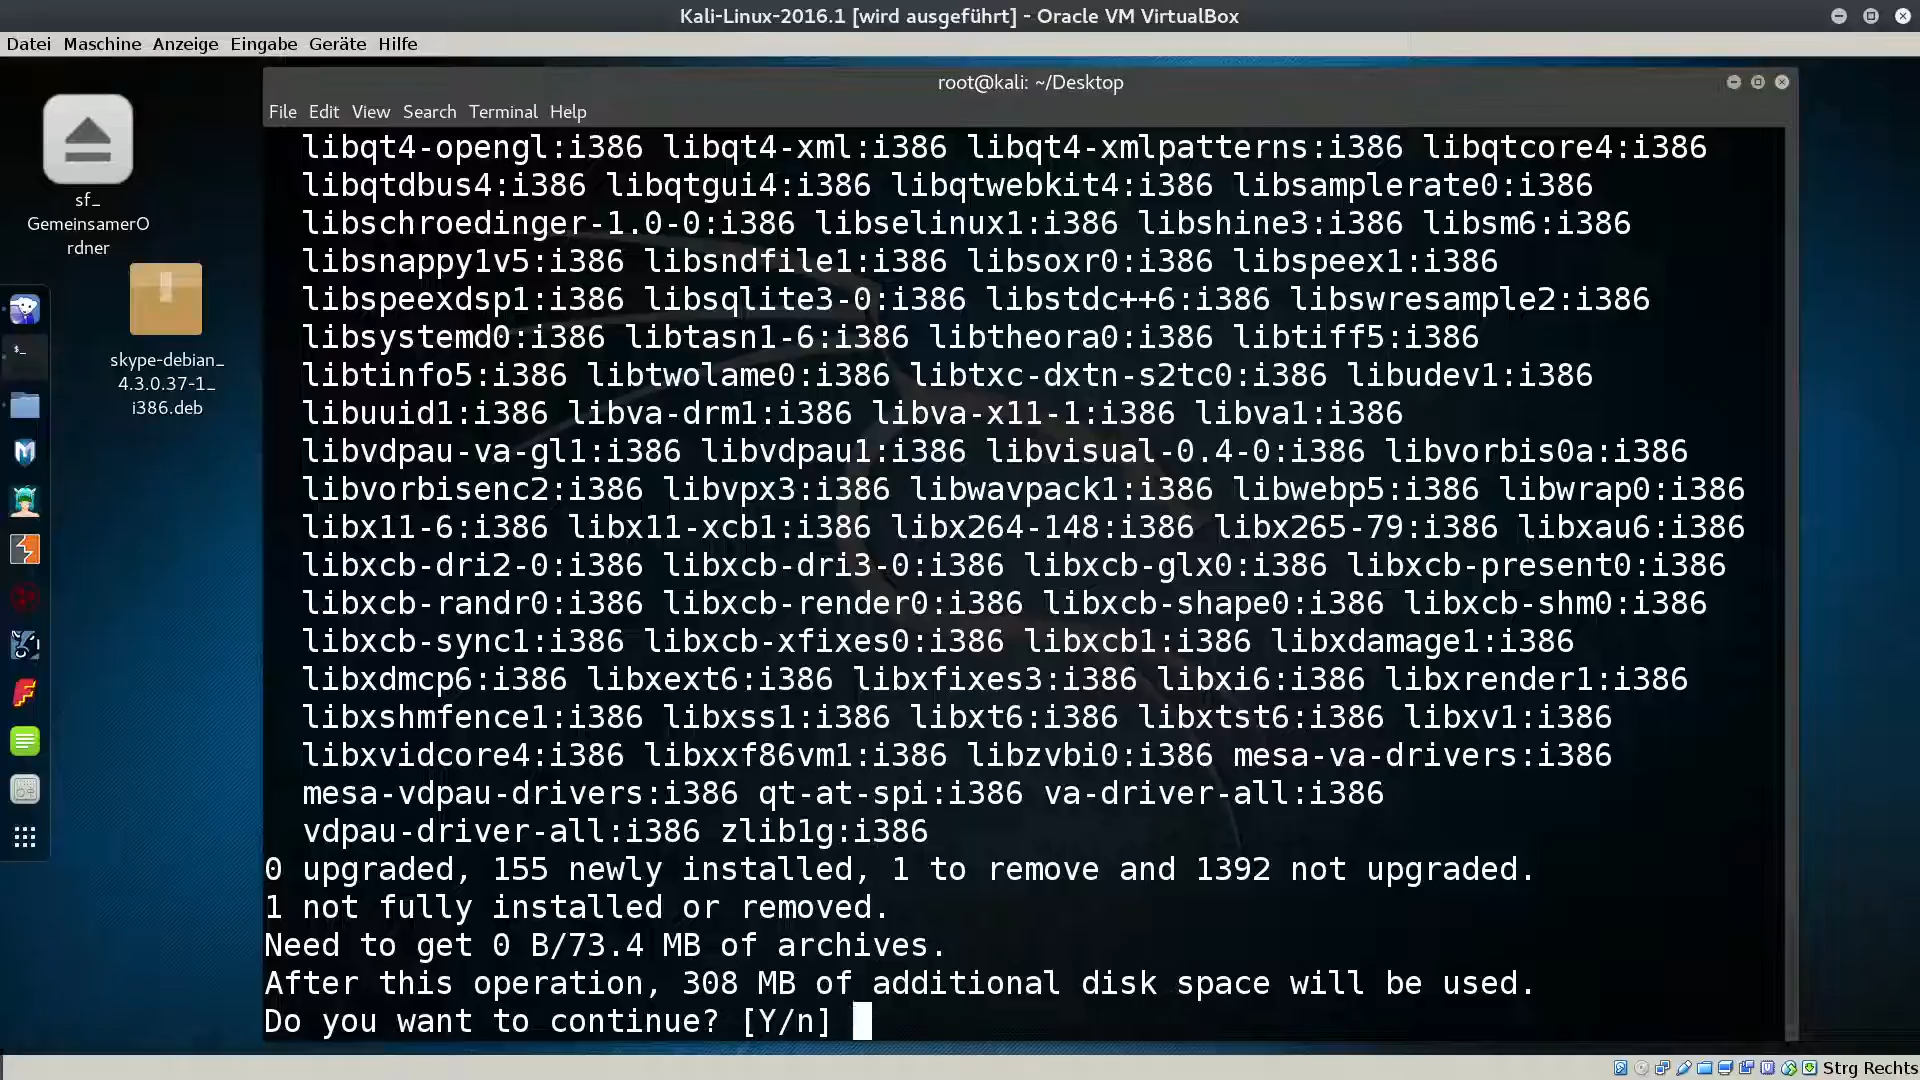 Kali-Linux-2016.1 [wird ausgeführt] - Oracle VM VirtualBox
Datei Maschine Anzeige Eingabe Geräte Hilfe
root@kali: ~/Desktop
File Edit View Search Terminal Help
sf_
GemeinsamerO
rdner
skype-debian_
4.3.0.37-1_
i386.deb
libqt4-opengl:i386 libqt4-xml:i386 libqt4-xmlpatterns:i386 libqtcore4:i386
libqtdbus4:i386 libqtgui4:i386 libqtwebkit4:i386 libsamplerate0:i386
libschroedinger-1.0-0:i386 libselinux1:i386 libshine3:i386 libsm6:i386
libsnappy1v5:i386 libsndfile1:i386 libsoxr0:i386 libspeex1:i386
libspeexdsp1:i386 libsqlite3-0:i386 libstdc++6:i386 libswresample2:i386
libsystemd0:i386 libtasn1-6:i386 libtheora0:i386 libtiff5:i386
libtinfo5:i386 libtwolame0:i386 libtxc-dxtn-s2tc0:i386 libudev1:i386
libuuid1:i386 libva-drm1:i386 libva-x11-1:i386 libva1:i386
libvdpau-va-gl1:i386 libvdpau1:i386 libvisual-0.4-0:i386 libvorbis0a:i386
libvorbisenc2:i386 libvpx3:i386 libwavpack1:i386 libwebp5:i386 libwrap0:i386
libx11-6:i386 libx11-xcb1:i386 libx264-148:i386 libx265-79:i386 libxau6:i386
libxcb-dri2-0:i386 libxcb-dri3-0:i386 libxcb-glx0:i386 libxcb-present0:i386
libxcb-randr0:i386 libxcb-render0:i386 libxcb-shape0:i386 libxcb-shm0:i386
libxcb-sync1:i386 libxcb-xfixes0:i386 libxcb1:i386 libxdamage1:i386
libxdmcp6:i386 libxext6:i386 libxfixes3:i386 libxi6:i386 libxrender1:i386
libxshmfence1:i386 libxss1:i386 libxt6:i386 libxtst6:i386 libxv1:i386
libxvidcore4:i386 libxxf86vm1:i386 libzvbi0:i386 mesa-va-drivers:i386
mesa-vdpau-drivers:i386 qt-at-spi:i386 va-driver-all:i386
vdpau-driver-all:i386 zlib1g:i386
0 upgraded, 155 newly installed, 1 to remove and 1392 not upgraded.
1 not fully installed or removed.
Need to get 0 B/73.4 MB of archives.
After this operation, 308 MB of additional disk space will be used.
Do you want to continue? [Y/n]
Strg Rechts